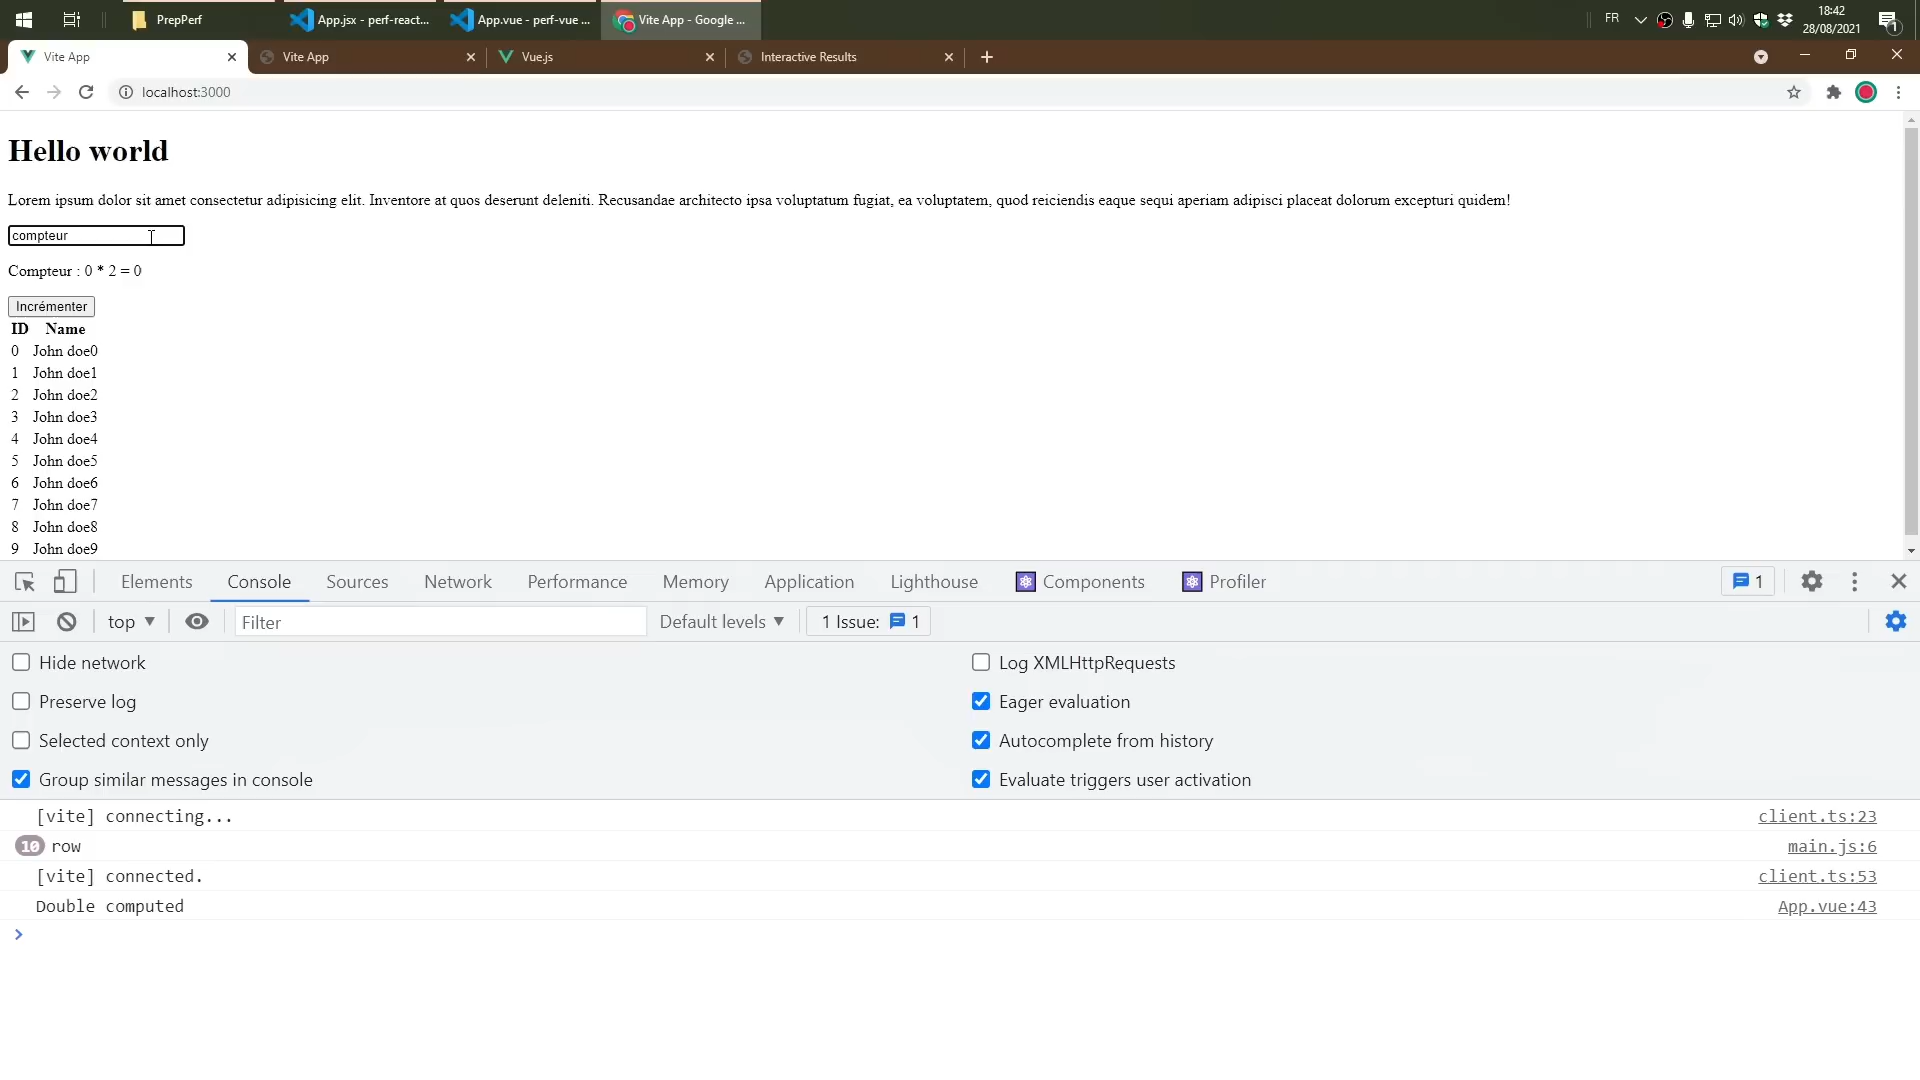 PrepPerf
App.jsx - perf-react...
App.vue - perf-vue ...
Vite App - Google ...
FR
18:42
28/08/2021
1
Vite App
Vite App
Vue.js
Interactive Results
localhost:3000
Hello world
Lorem ipsum dolor sit amet consectetur adipisicing elit. Inventore at quos deserunt deleniti. Recusandae architecto ipsa voluptatum fugiat, ea voluptatem, quod reiciendis eaque sequi aperiam adipisci placeat dolorum excepturi quidem!
compteur
Compteur : 0 * 2 = 0
Incrémenter
ID Name
0 John doe0
1 John doe1
2 John doe2
3 John doe3
4 John doe4
5 John doe5
6 John doe6
7 John doe7
8 John doe8
9 John doe9
Elements Console Sources Network Performance Memory Application Lighthouse Components Profiler 1
top Filter Default levels 1 Issue: 1
Hide network
Log XMLHttpRequests
Preserve log
Eager evaluation
Selected context only
Autocomplete from history
Group similar messages in console
Evaluate triggers user activation
[vite] connecting... client.ts:23
10 row main.js:6
[vite] connected. client.ts:53
Double computed App.vue:43